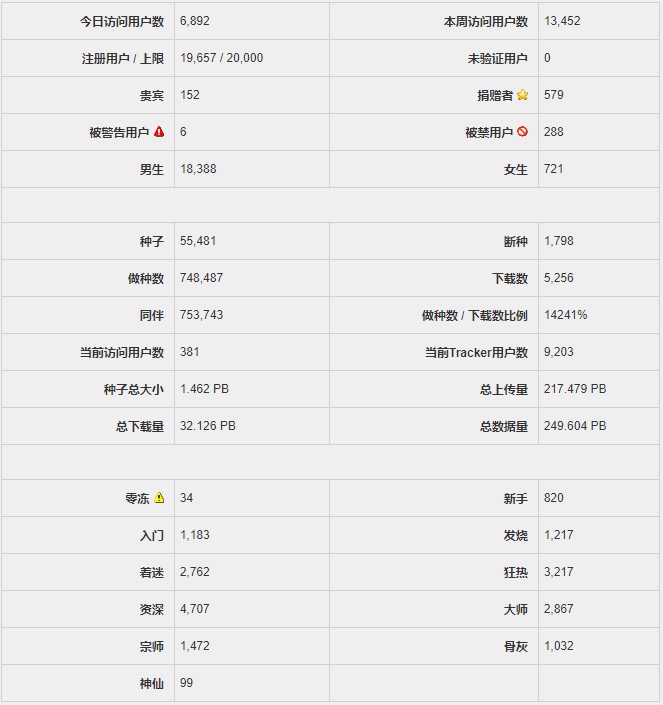 今日访问用户数 6,892 本周访问用户数 13,452
注册用户 / 上限 19,657 / 20,000 未验证用户 0
贵宾 152 捐赠者 579
被警告用户 6 被禁用户 288
男生 18,388 女生 721
种子 55,481 断种 1,798
做种数 748,487 下载数 5,256
同伴 753,743 做种数 / 下载数比例 14241%
当前访问用户数 381 当前Tracker用户数 9,203
种子总大小 1.462 PB 总上传量 217.479 PB
总下载量 32.126 PB 总数据量 249.604 PB
零冻 34 新手 820
入门 1,183 发烧 1,217
着迷 2,762 狂热 3,217
资深 4,707 大师 2,867
宗师 1,472 骨灰 1,032
神仙 99